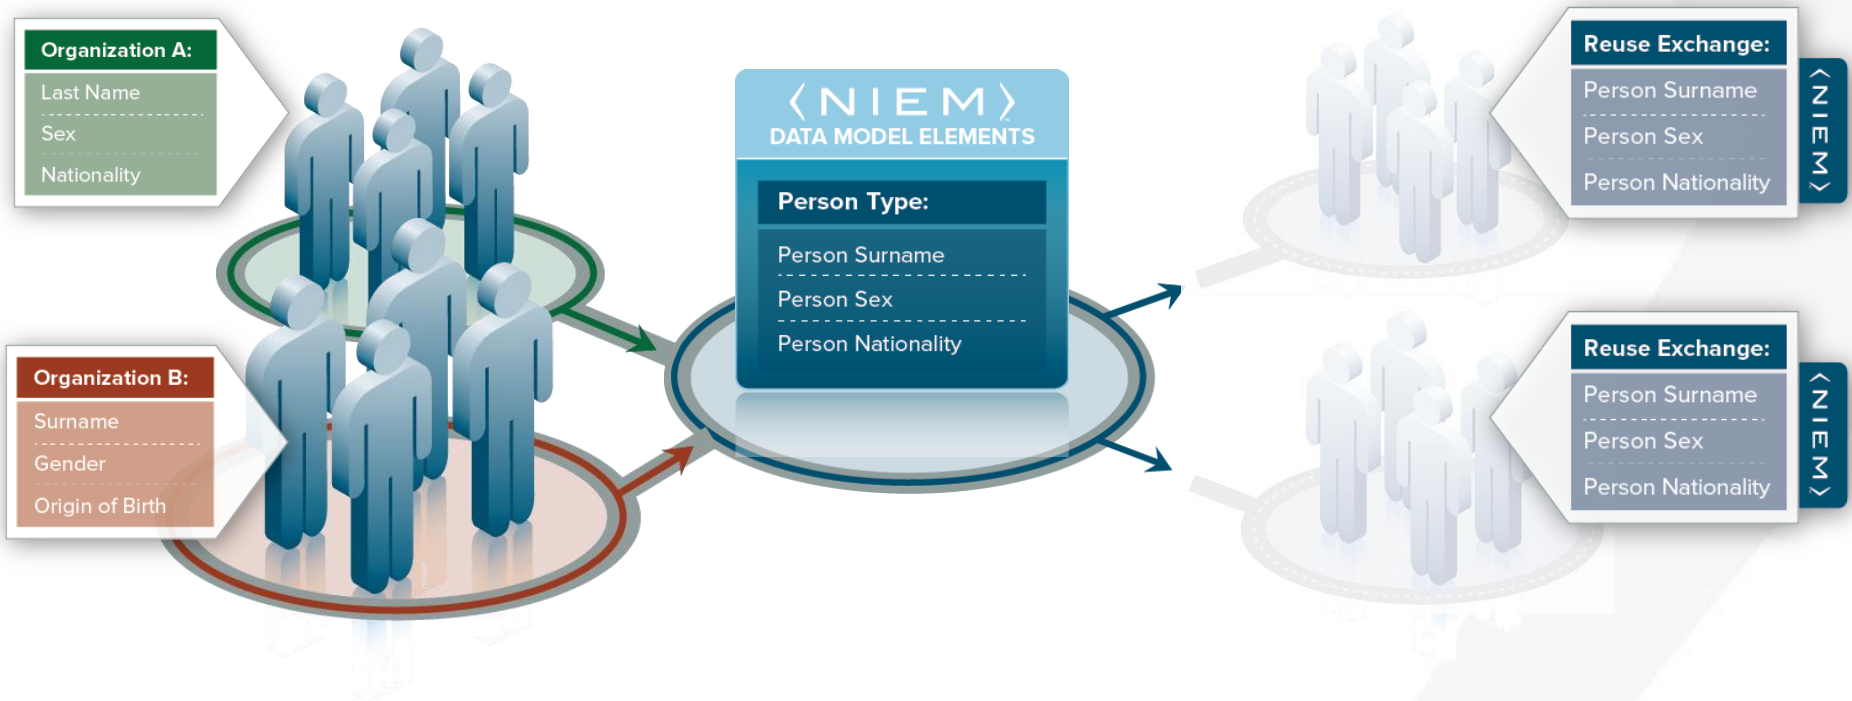 Organization A:
Last Name
Sex
Nationality
Organization B:
Surname
Gender
Origin of Birth
〈NIEM〉™
DATA MODEL ELEMENTS
Person Type:
Person Surname
Person Sex
Person Nationality
Reuse Exchange:
Person Surname
Person Sex
Person Nationality
〈NIEM〉
Reuse Exchange:
Person Surname
Person Sex
Person Nationality
〈NIEM〉